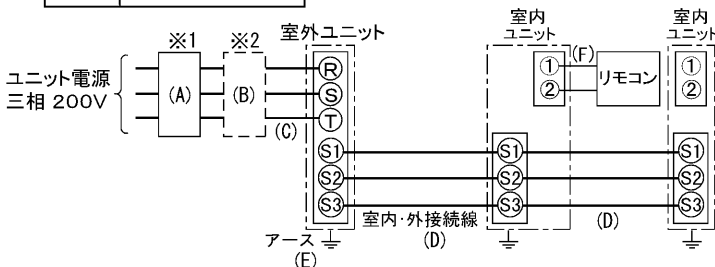 ※1
※2
室外ユニット
室内
ユニット
室内
ユニット
ユニット電源
三相 200V
(A)
(B)
(C)
R
S
T
① (F)
②
リモコン
①
②
S1
S2
S3
S1
S2
S3
S1
S2
S3
室内・外接続線
(D)
(D)
アース
(E)